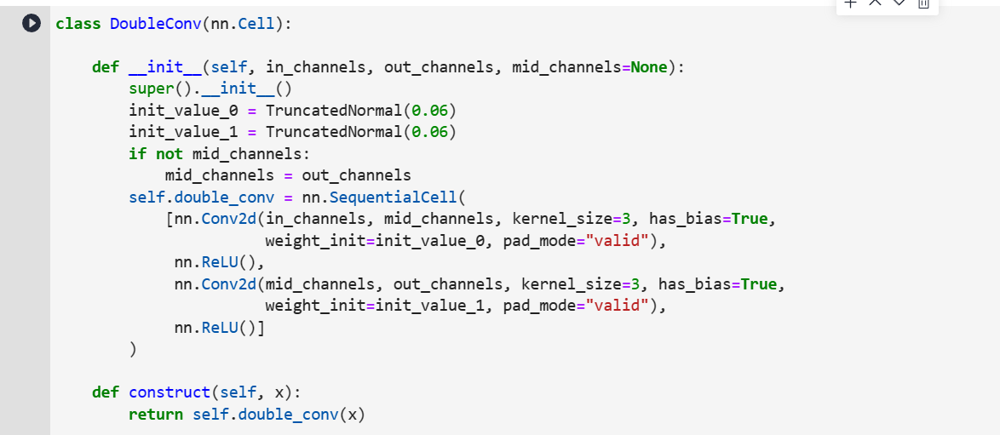 class DoubleConv(nn.Cell):
    def __init__(self, in_channels, out_channels, mid_channels=None):
        super().__init__()
        init_value_0 = TruncatedNormal(0.06)
        init_value_1 = TruncatedNormal(0.06)
        if not mid_channels:
            mid_channels = out_channels
        self.double_conv = nn.SequentialCell(
            [nn.Conv2d(in_channels, mid_channels, kernel_size=3, has_bias=True,
                       weight_init=init_value_0, pad_mode="valid"),
             nn.ReLU(),
             nn.Conv2d(mid_channels, out_channels, kernel_size=3, has_bias=True,
                       weight_init=init_value_1, pad_mode="valid"),
             nn.ReLU()]
        )
    def construct(self, x):
        return self.double_conv(x)